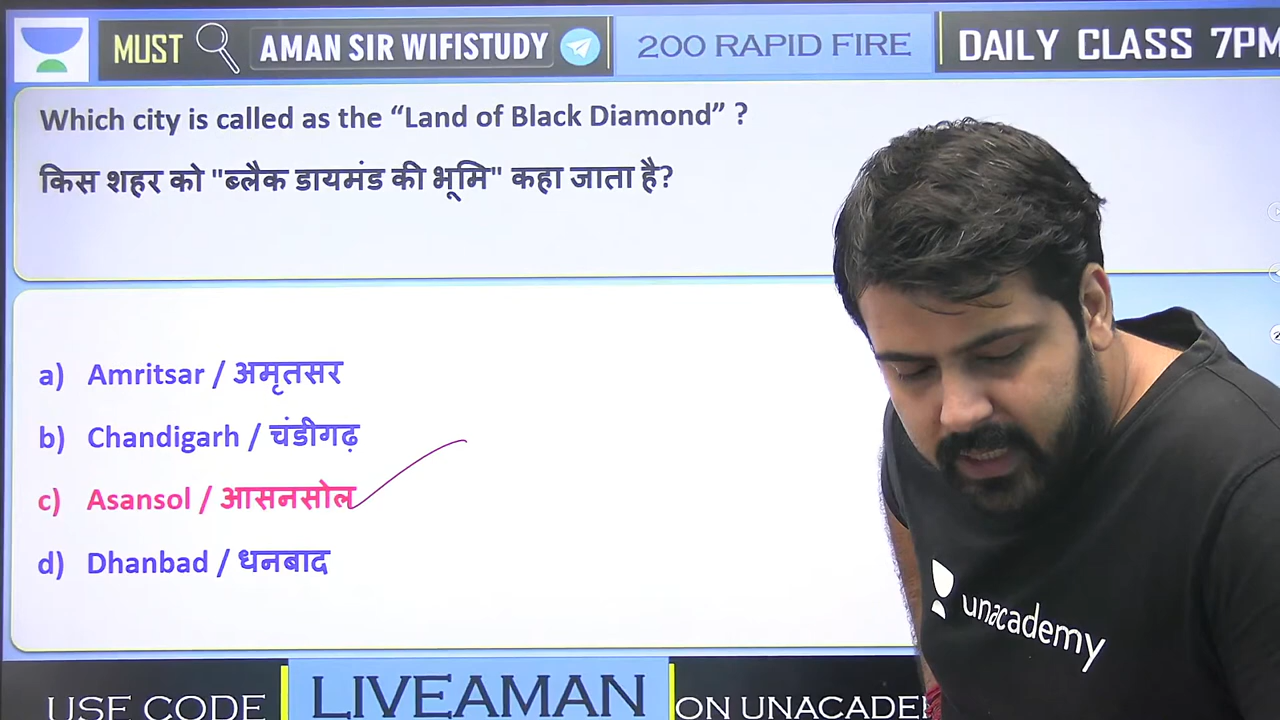 MUST AMAN SIR WIFISTUDY 200 RAPID FIRE DAILY CLASS 7PM
Which city is called as the “Land of Black Diamond” ?
किस शहर को "ब्लैक डायमंड की भूमि" कहा जाता है?
a) Amritsar / अमृतसर
b) Chandigarh / चंडीगढ़
c) Asansol / आसनसोल
d) Dhanbad / धनबाद
unacademy
USE CODE LIVEAMAN ON UNACADE